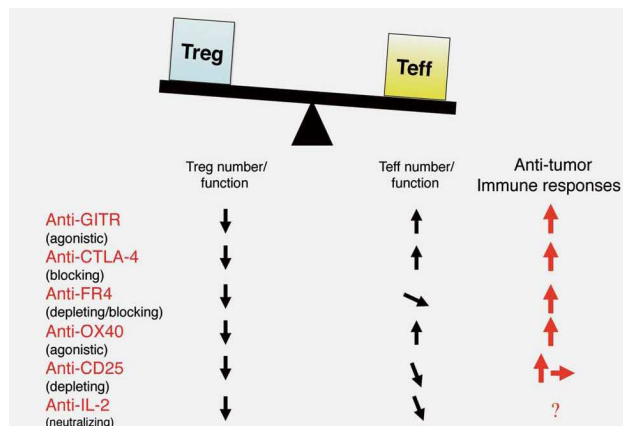 Treg
Teff
Treg number/
function
Teff number/
function
Anti-tumor
Immune responses
Anti-GITR
(agonistic)
Anti-CTLA-4
(blocking)
Anti-FR4
(depleting/blocking)
Anti-OX40
(agonistic)
Anti-CD25
(depleting)
Anti-IL-2
?
(neutralizing)